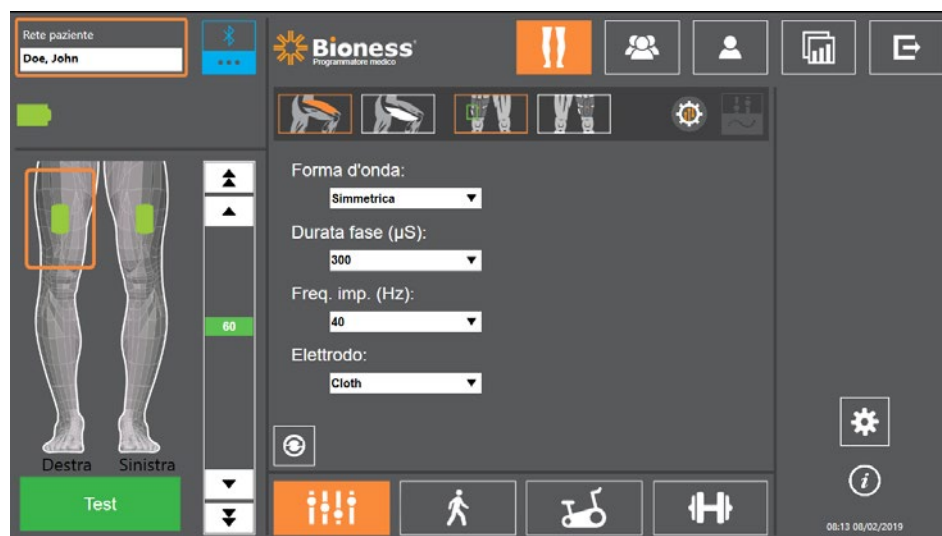 Rete paziente
Doe, John
Bioness
Programmatore medico
Forma d'onda:
Simmetrica
Durata fase (µS):
300
Freq. imp. (Hz):
40
Elettrodo:
Cloth
60
Destra Sinistra
Test
08:13 08/02/2019